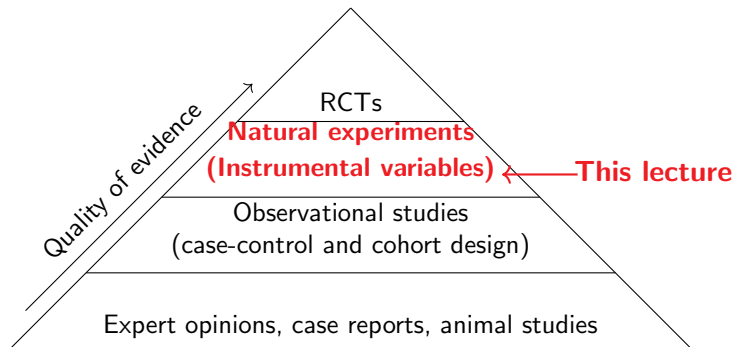 Quality of evidence
RCTs
Natural experiments
(Instrumental variables)
This lecture
Observational studies
(case-control and cohort design)
Expert opinions, case reports, animal studies